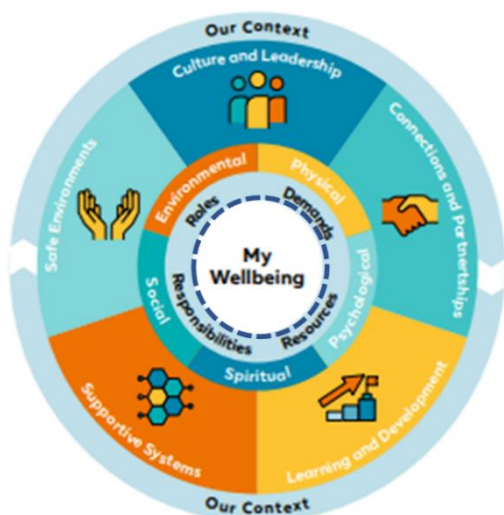 Our Context
Culture and Leadership
Connections and Partnerships
Learning and Development
Supportive Systems
Safe Environments
Environmental
Physical
Psychological
Spiritual
Social
Roles
Demands
Resources
Responsibilities
My
Wellbeing
Our Context